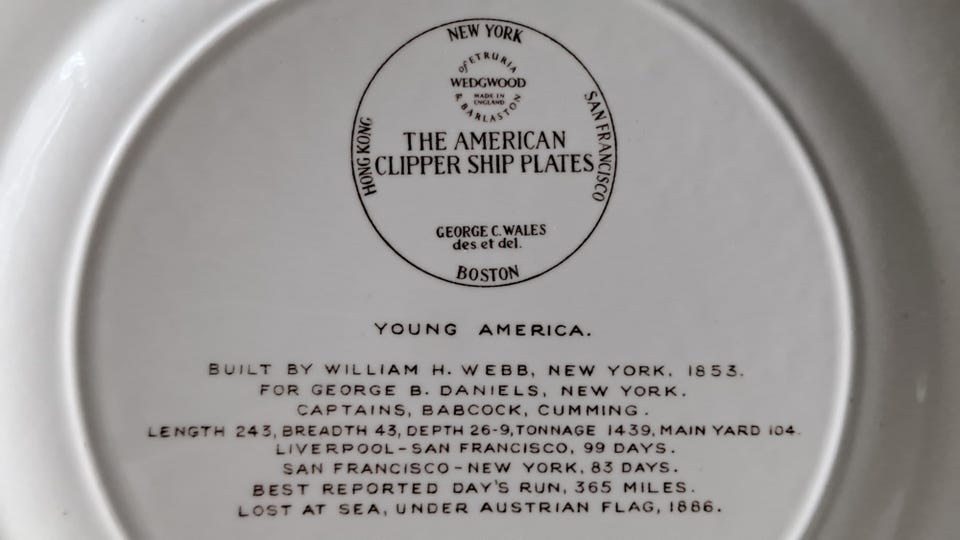 NEW YORK
of ETRURIA
WEDGWOOD
MADE IN
ENGLAND
& BARLASTON
HONG KONG
SAN FRANCISCO
THE AMERICAN
CLIPPER SHIP PLATES
GEORGE C. WALES
des et del.
BOSTON
YOUNG AMERICA.
BUILT BY WILLIAM H. WEBB, NEW YORK, 1853.
FOR GEORGE B. DANIELS, NEW YORK.
CAPTAINS, BABCOCK, CUMMING.
LENGTH 243, BREADTH 43, DEPTH 26-9, TONNAGE 1439, MAIN YARD 104.
LIVERPOOL-SAN FRANCISCO, 99 DAYS.
SAN FRANCISCO-NEW YORK, 83 DAYS.
BEST REPORTED DAY'S RUN, 365 MILES.
LOST AT SEA, UNDER AUSTRIAN FLAG, 1886.